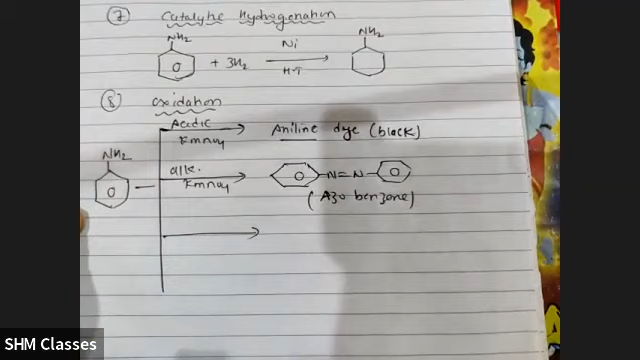 ⑦ Catalytic Hydrogenation
NH2 NH2
+ 3H2 Ni
H.T
⑧ oxidation
Acidic
KmnO4 Aniline dye (black)
NH2
alk.
KmnO4 N=N
(Azo benzene)
SHM Classes